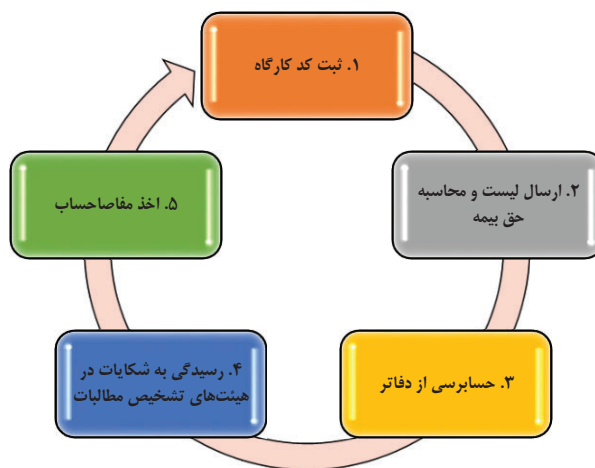 ۱. ثبت کد کارگاه
۲. ارسال لیست و محاسبه
حق بیمه
۳. حسابرسی از دفاتر
۴. رسیدگی به شکایات در
هیئت‌های تشخیص مطالبات
۵. اخذ مفاصاحساب